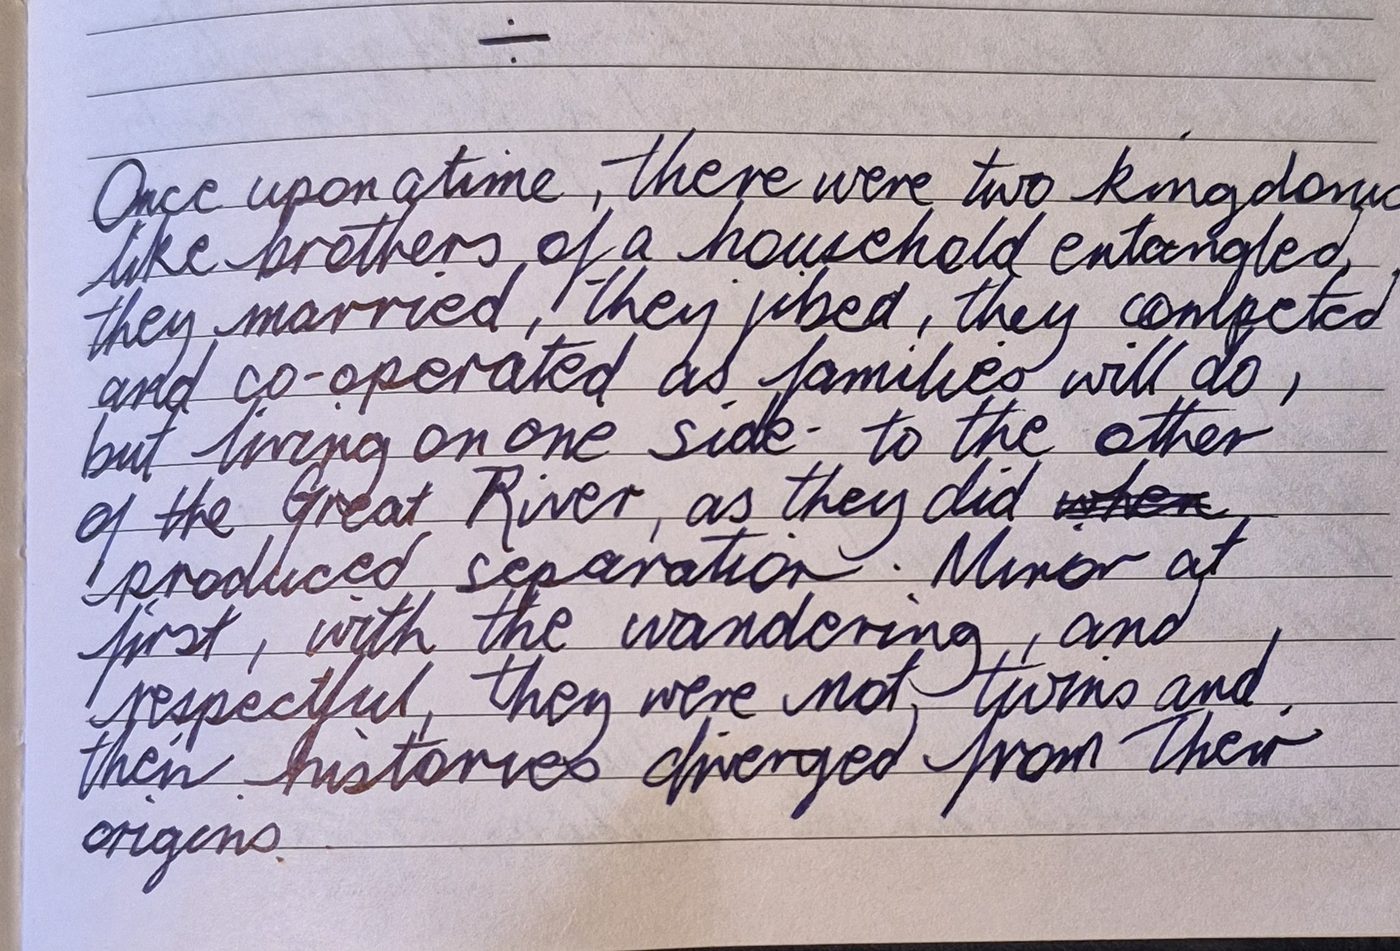 ÷
Once upon a time, there were two kingdoms
like brothers of a household entangled,
they married, they jibed, they competed
and co-operated as families will do,
but living on one side to the other
of the Great River, as they did when
produced separation. Minor at
first, with the wandering, and
respectful, they were not twins and
their histories diverged from their
origins.